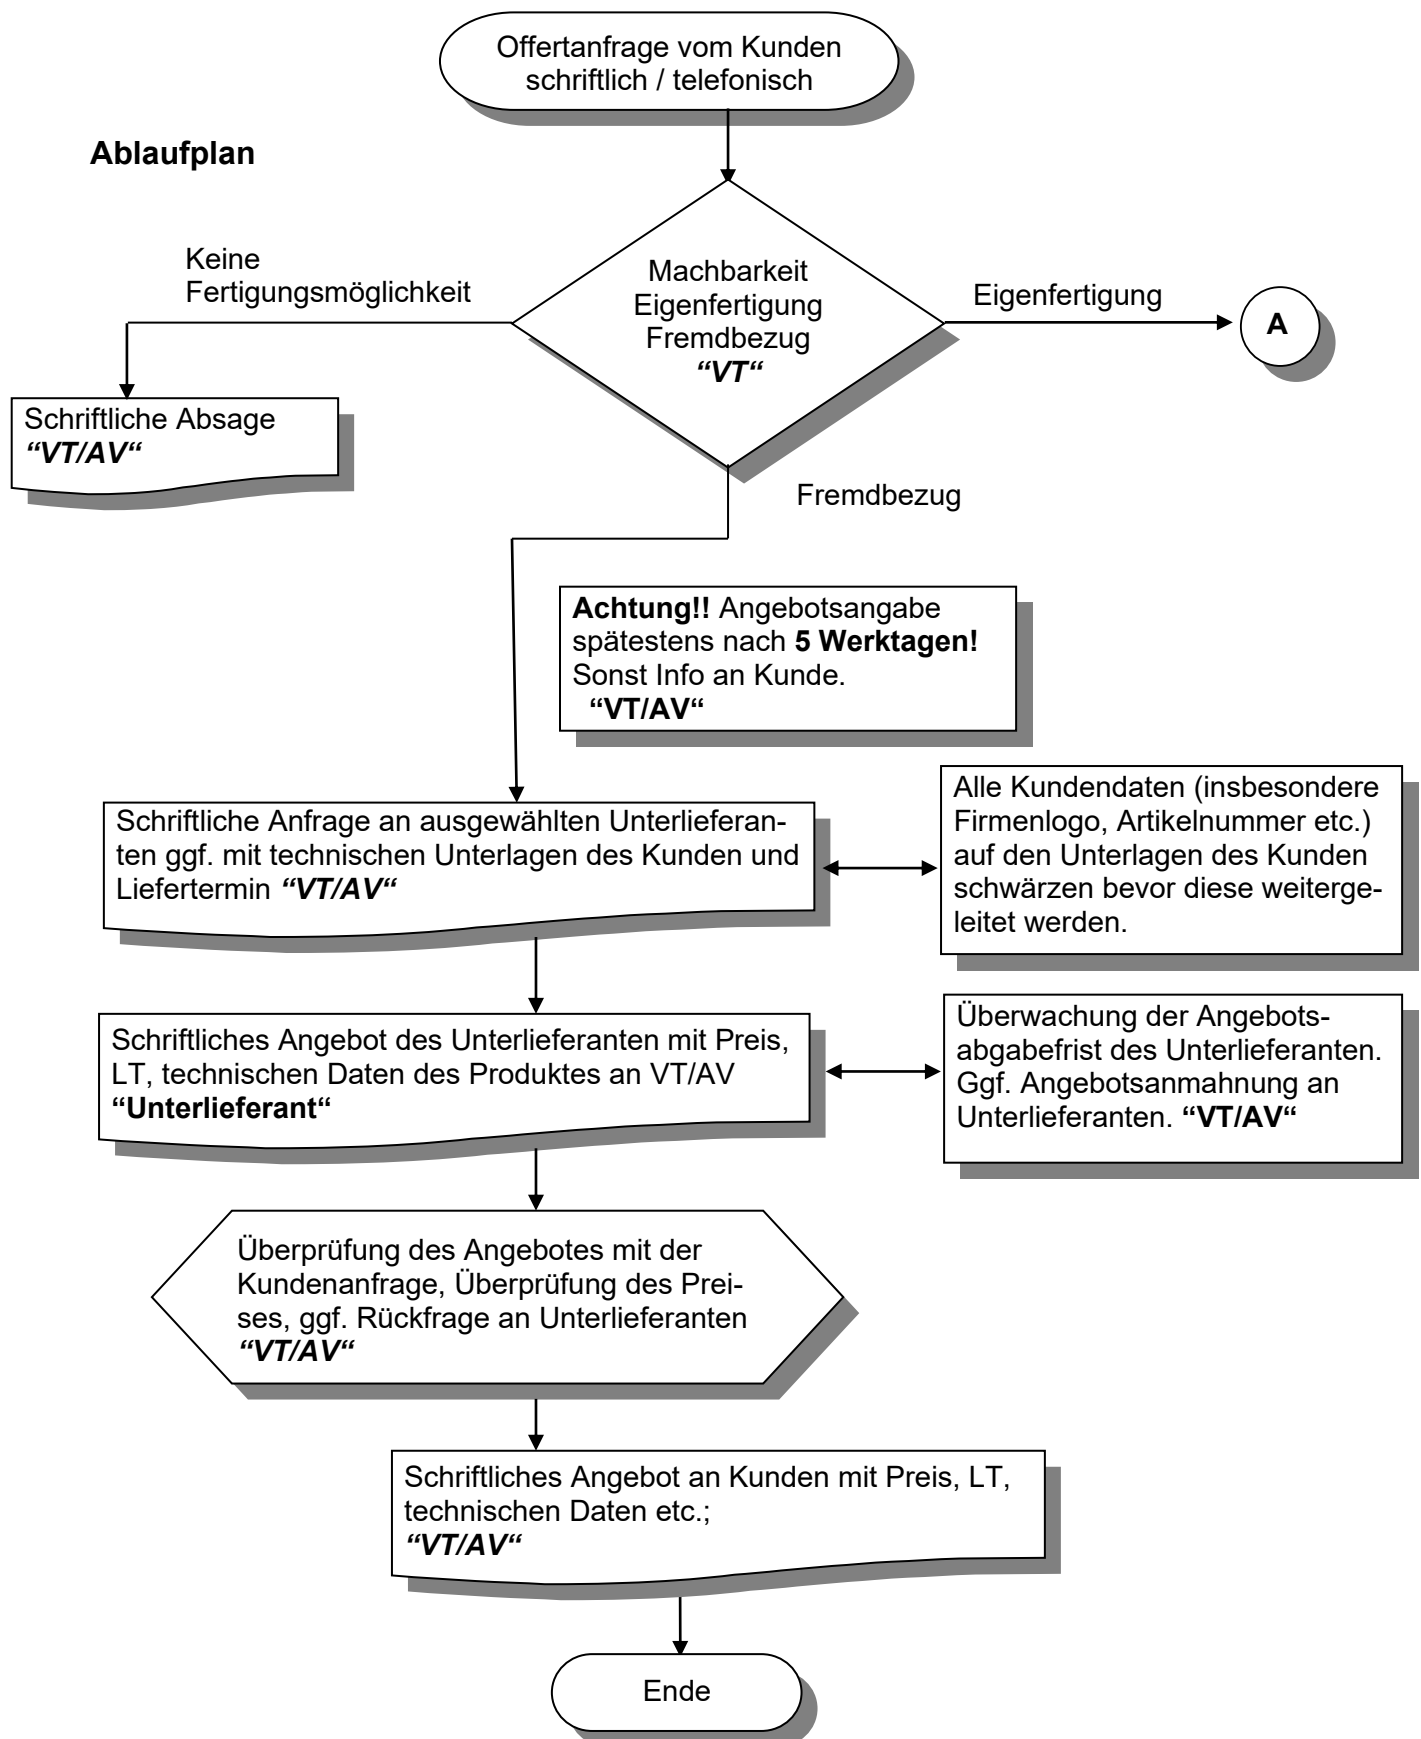 Offertanfrage vom Kunden
schriftlich / telefonisch
Ablaufplan
Keine
Fertigungsmöglichkeit
Machbarkeit
Eigenfertigung
Fremdbezug
“VT“
Eigenfertigung
A
Schriftliche Absage
“VT/AV“
Fremdbezug
Achtung!! Angebotsangabe
spätestens nach 5 Werktagen!
Sonst Info an Kunde.
“VT/AV“
Schriftliche Anfrage an ausgewählten Unterlieferan-
ten ggf. mit technischen Unterlagen des Kunden und
Liefertermin “VT/AV“
Alle Kundendaten (insbesondere
Firmenlogo, Artikelnummer etc.)
auf den Unterlagen des Kunden
schwärzen bevor diese weiterge-
leitet werden.
Schriftliches Angebot des Unterlieferanten mit Preis,
LT, technischen Daten des Produktes an VT/AV
“Unterlieferant“
Überwachung der Angebots-
abgabefrist des Unterlieferanten.
Ggf. Angebotsanmahnung an
Unterlieferanten. “VT/AV“
Überprüfung des Angebotes mit der
Kundenanfrage, Überprüfung des Prei-
ses, ggf. Rückfrage an Unterlieferanten
“VT/AV“
Schriftliches Angebot an Kunden mit Preis, LT,
technischen Daten etc.;
“VT/AV“
Ende